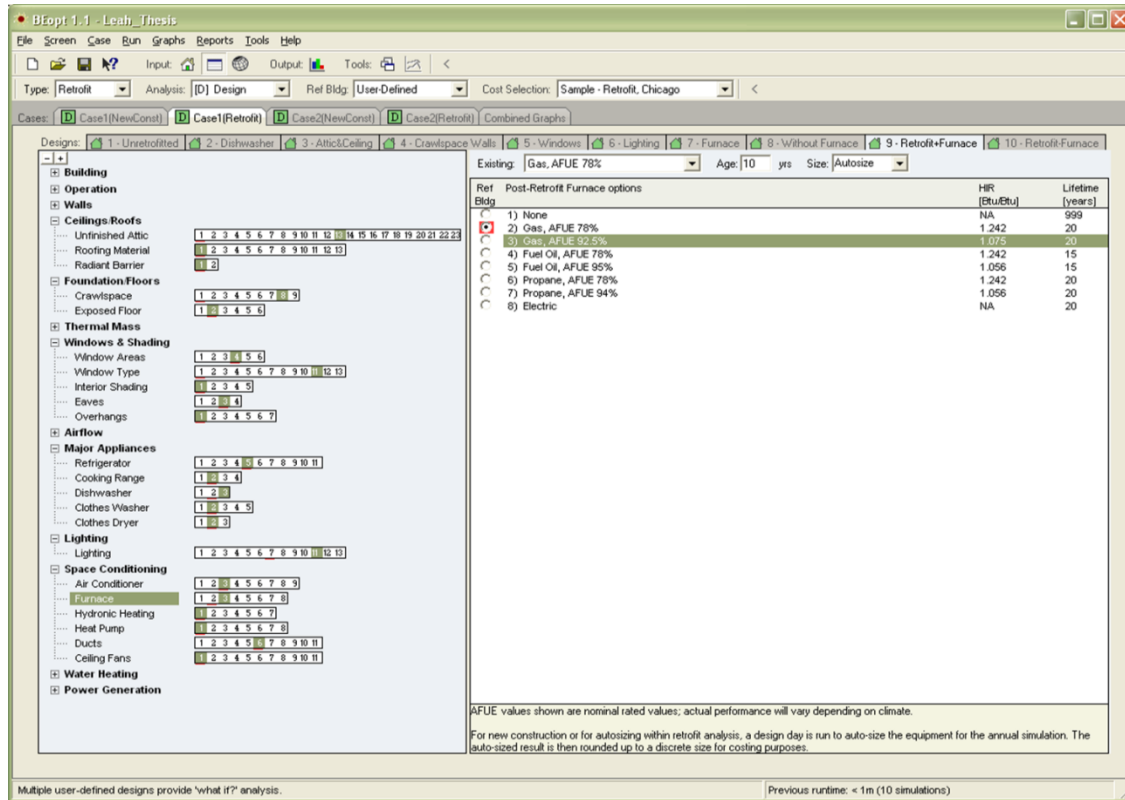 BEopt 1.1 - Leah_Thesis
File Screen Case Run Graphs Reports Tools Help
Input: Output: Tools: <
Type: Retrofit Analysis: [D] Design Ref Bldg: User-Defined Cost Selection: Sample - Retrofit, Chicago <
Cases: D Case1(NewConst) D Case1(Retrofit) D Case2(NewConst) D Case2(Retrofit) Combined Graphs
Designs: 1 - Unretrofitted 2 - Dishwasher 3 - Attic&Ceiling 4 - Crawlspace Walls 5 - Windows 6 - Lighting 7 - Furnace 8 - Without Furnace 9 - Retrofit+Furnace 10 - Retrofit-Furnace
- +
Building
Operation
Walls
Ceilings/Roofs
Unfinished Attic 1 2 3 4 5 6 7 8 9 10 11 12 13 14 15 16 17 18 19 20 21 22 23
Roofing Material 1 2 3 4 5 6 7 8 9 10 11 12 13
Radiant Barrier 1 2
Foundation/Floors
Crawlspace 1 2 3 4 5 6 7 8 9
Exposed Floor 1 2 3 4 5 6
Thermal Mass
Windows & Shading
Window Areas 1 2 3 4 5 6
Window Type 1 2 3 4 5 6 7 8 9 10 11 12 13
Interior Shading 1 2 3 4 5
Eaves 1 2 3 4
Overhangs 1 2 3 4 5 6 7
Airflow
Major Appliances
Refrigerator 1 2 3 4 5 6 7 8 9 10 11
Cooking Range 1 2 3 4
Dishwasher 1 2 3
Clothes Washer 1 2 3 4 5
Clothes Dryer 1 2 3
Lighting
Lighting 1 2 3 4 5 6 7 8 9 10 11 12 13
Space Conditioning
Air Conditioner 1 2 3 4 5 6 7 8 9
Furnace 1 2 3 4 5 6 7 8
Hydronic Heating 1 2 3 4 5 6 7
Heat Pump 1 2 3 4 5 6 7 8
Ducts 1 2 3 4 5 6 7 8 9 10 11
Ceiling Fans 1 2 3 4 5 6 7 8 9 10 11
Water Heating
Power Generation
Existing: Gas, AFUE 78% Age: 10 yrs Size: Autosize
Ref Post-Retrofit Furnace options HIR Lifetime
Bldg [Btu/Btu] [years]
1) None NA 999
2) Gas, AFUE 78% 1.242 20
3) Gas, AFUE 92.5% 1.075 20
4) Fuel Oil, AFUE 78% 1.242 15
5) Fuel Oil, AFUE 95% 1.056 15
6) Propane, AFUE 78% 1.242 20
7) Propane, AFUE 94% 1.056 20
8) Electric NA 20
AFUE values shown are nominal rated values; actual performance will vary depending on climate.
For new construction or for autosizing within retrofit analysis, a design day is run to auto-size the equipment for the annual simulation. The
auto-sized result is then rounded up to a discrete size for costing purposes.
Multiple user-defined designs provide 'what if?' analysis. Previous runtime: < 1m (10 simulations)